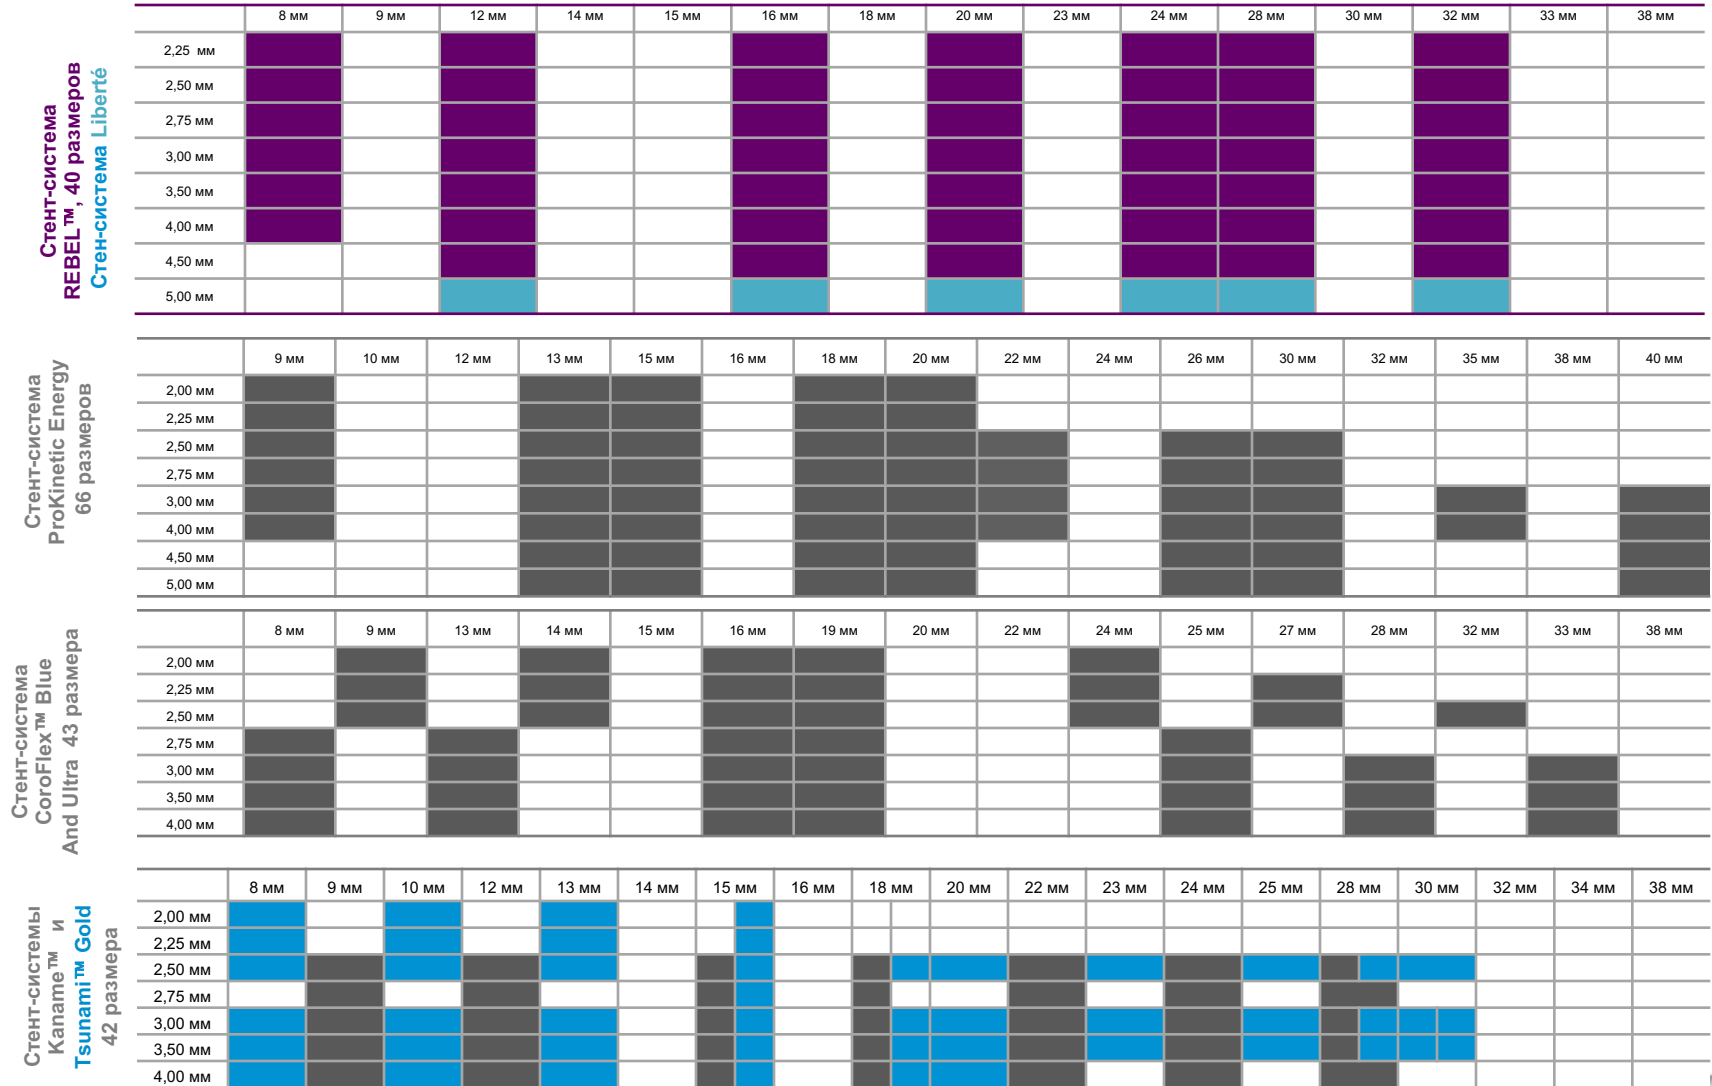 8 мм 9 мм 12 мм 14 мм 15 мм 16 мм 18 мм 20 мм 23 мм 24 мм 28 мм 30 мм 32 мм 33 мм 38 мм
Стент-система
REBEL™, 40 размеров
Стен-система Liberté
2,25 мм
2,50 мм
2,75 мм
3,00 мм
3,50 мм
4,00 мм
4,50 мм
5,00 мм
9 мм 10 мм 12 мм 13 мм 15 мм 16 мм 18 мм 20 мм 22 мм 24 мм 26 мм 30 мм 32 мм 35 мм 38 мм 40 мм
Стент-система
ProKinetic Energy
66 размеров
2,00 мм
2,25 мм
2,50 мм
2,75 мм
3,00 мм
4,00 мм
4,50 мм
5,00 мм
8 мм 9 мм 13 мм 14 мм 15 мм 16 мм 19 мм 20 мм 22 мм 24 мм 25 мм 27 мм 28 мм 32 мм 33 мм 38 мм
Стент-система
CoroFlex™ Blue
And Ultra 43 размера
2,00 мм
2,25 мм
2,50 мм
2,75 мм
3,00 мм
3,50 мм
4,00 мм
8 мм 9 мм 10 мм 12 мм 13 мм 14 мм 15 мм 16 мм 18 мм 20 мм 22 мм 23 мм 24 мм 25 мм 28 мм 30 мм 32 мм 34 мм 38 мм
Стент-системы
Kaname™ и
Tsunami™ Gold
42 размера
2,00 мм
2,25 мм
2,50 мм
2,75 мм
3,00 мм
3,50 мм
4,00 мм